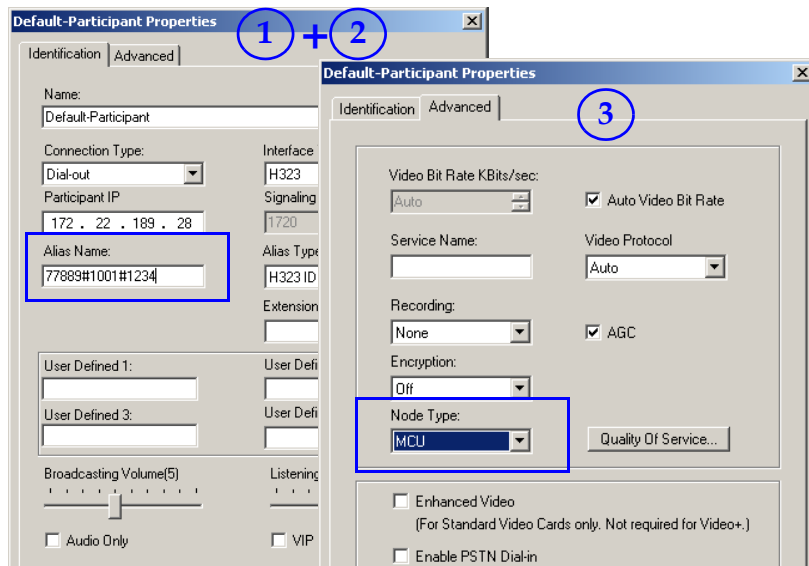 Default-Participant Properties
1 + 2
Identification
Advanced
Name:
Default-Participant
Connection Type:
Interface
Dial-out
H323
Participant IP
Signaling
172 . 22 . 189 . 28
1720
Alias Name:
Alias Type
77889#1001#1234
H323 ID
Extension
User Defined 1:
User Defi
User Defined 3:
User Defi
Broadcasting Volume(5)
Listening
Audio Only
VIP
Default-Participant Properties
3
Identification
Advanced
Video Bit Rate KBits/sec:
Auto
Auto Video Bit Rate
Service Name:
Video Protocol
Auto
Recording:
None
AGC
Encryption:
Off
Node Type:
MCU
Quality Of Service...
Enhanced Video
(For Standard Video Cards only. Not required for Video+.)
Enable PSTN Dial-in